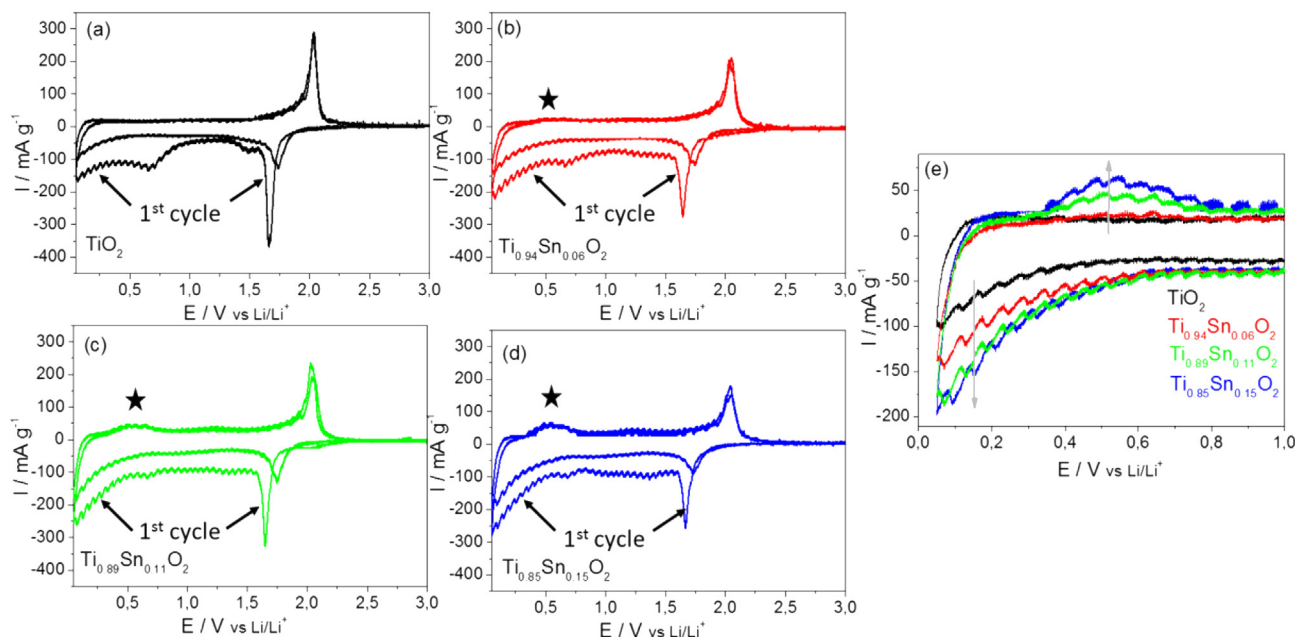 (a)
300
200
100
0
-100
-200
-300
-400
I / mA g-1
1st cycle
TiO2
0,5 1,0 1,5 2,0 2,5 3,0
E / V vs Li/Li+
(b)
★
300
200
100
0
-100
-200
-300
-400
I / mA g-1
1st cycle
Ti0.94Sn0.06O2
0,5 1,0 1,5 2,0 2,5 3,0
E / V vs Li/Li+
(c)
★
300
200
100
0
-100
-200
-300
-400
I / mA g-1
1st cycle
Ti0.89Sn0.11O2
0,5 1,0 1,5 2,0 2,5 3,0
E / V vs Li/Li+
(d)
★
300
200
100
0
-100
-200
-300
-400
I / mA g-1
1st cycle
Ti0.85Sn0.15O2
0,5 1,0 1,5 2,0 2,5 3,0
E / V vs Li/Li+
(e)
50
0
-50
-100
-150
-200
I / mA g-1
TiO2
Ti0.94Sn0.06O2
Ti0.89Sn0.11O2
Ti0.85Sn0.15O2
0,0 0,2 0,4 0,6 0,8 1,0
E / V vs Li/Li+